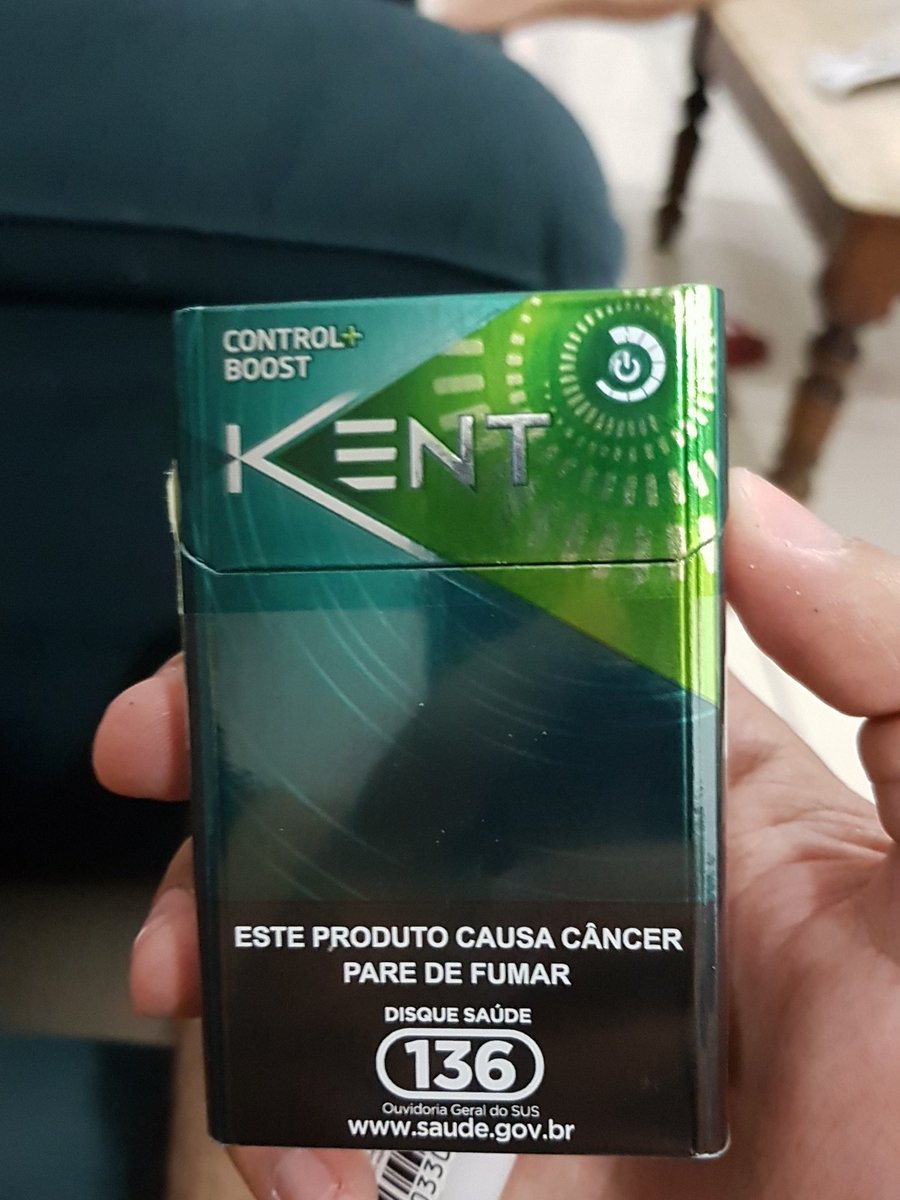 CONTROL+
BOOST
KENT
ESTE PRODUTO CAUSA CÂNCER
PARE DE FUMAR
DISQUE SAÚDE
136
Ouvidoria Geral do SUS
www.saude.gov.br